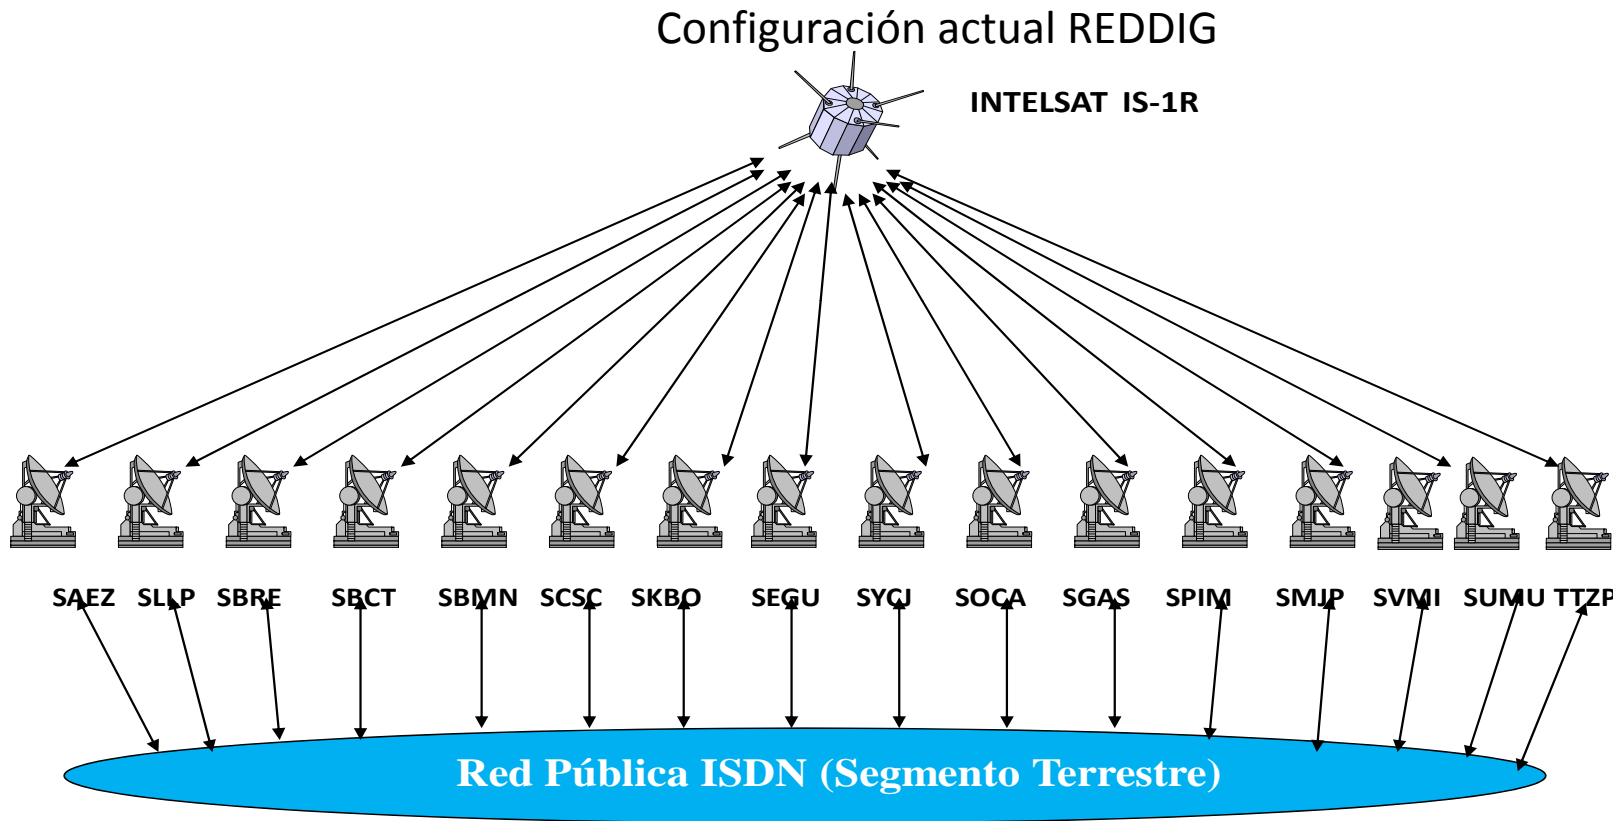 Configuración actual REDDIG
INTELSAT IS-1R
SAEZ SLLP SBRE SBCT SBMN SCSC SKBO SEGU SYCJ SOCA SGAS SPIM SMJP SVMI SUMU TTZP
Red Pública ISDN (Segmento Terrestre)